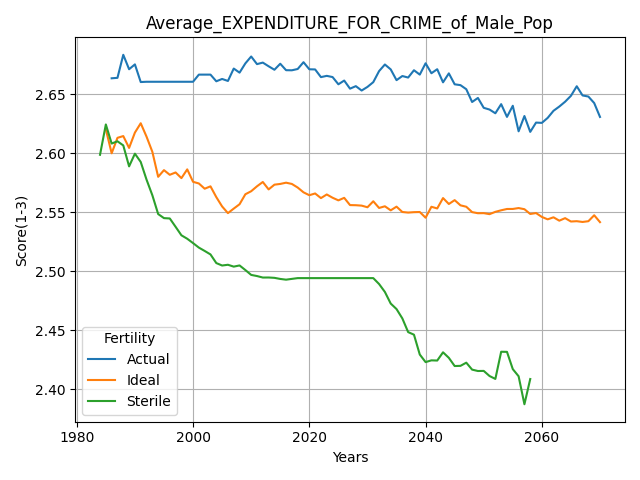 Average_EXPENDITURE_FOR_CRIME_of_Male_Pop
Score(1-3)
2.65
2.60
2.55
2.50
2.45
2.40
Fertility
Actual
Ideal
Sterile
1980 2000 2020 2040 2060
Years